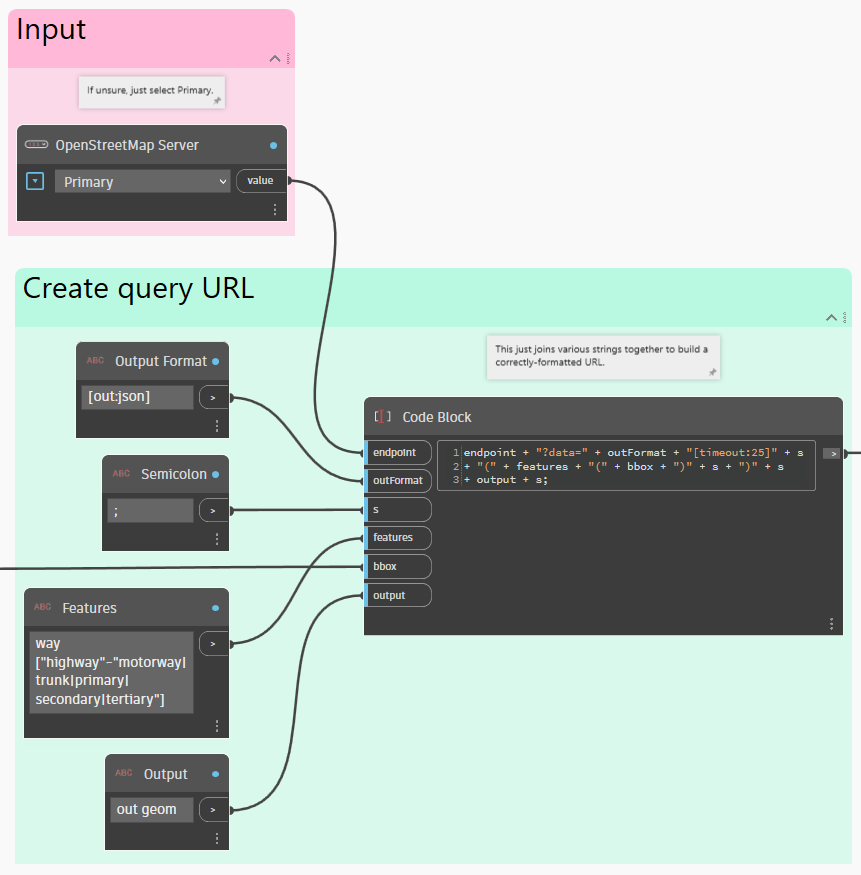 Input
If unsure, just select Primary.
OpenStreetMap Server
Primary
value
Create query URL
This just joins various strings together to build a
correctly-formatted URL.
ABC Output Format
[out:json]
>
ABC Semicolon
;
>
ABC Features
way
["highway"~"motorway|
trunk|primary|
secondary|tertiary"]
>
ABC Output
out geom
>
Code Block
endpoint
outFormat
s
features
bbox
output
1 endpoint + "?data=" + outFormat + "[timeout:25]" + s
2 + "(" + features + "(" + bbox + ")" + s + ")" + s
3 + output + s;
>